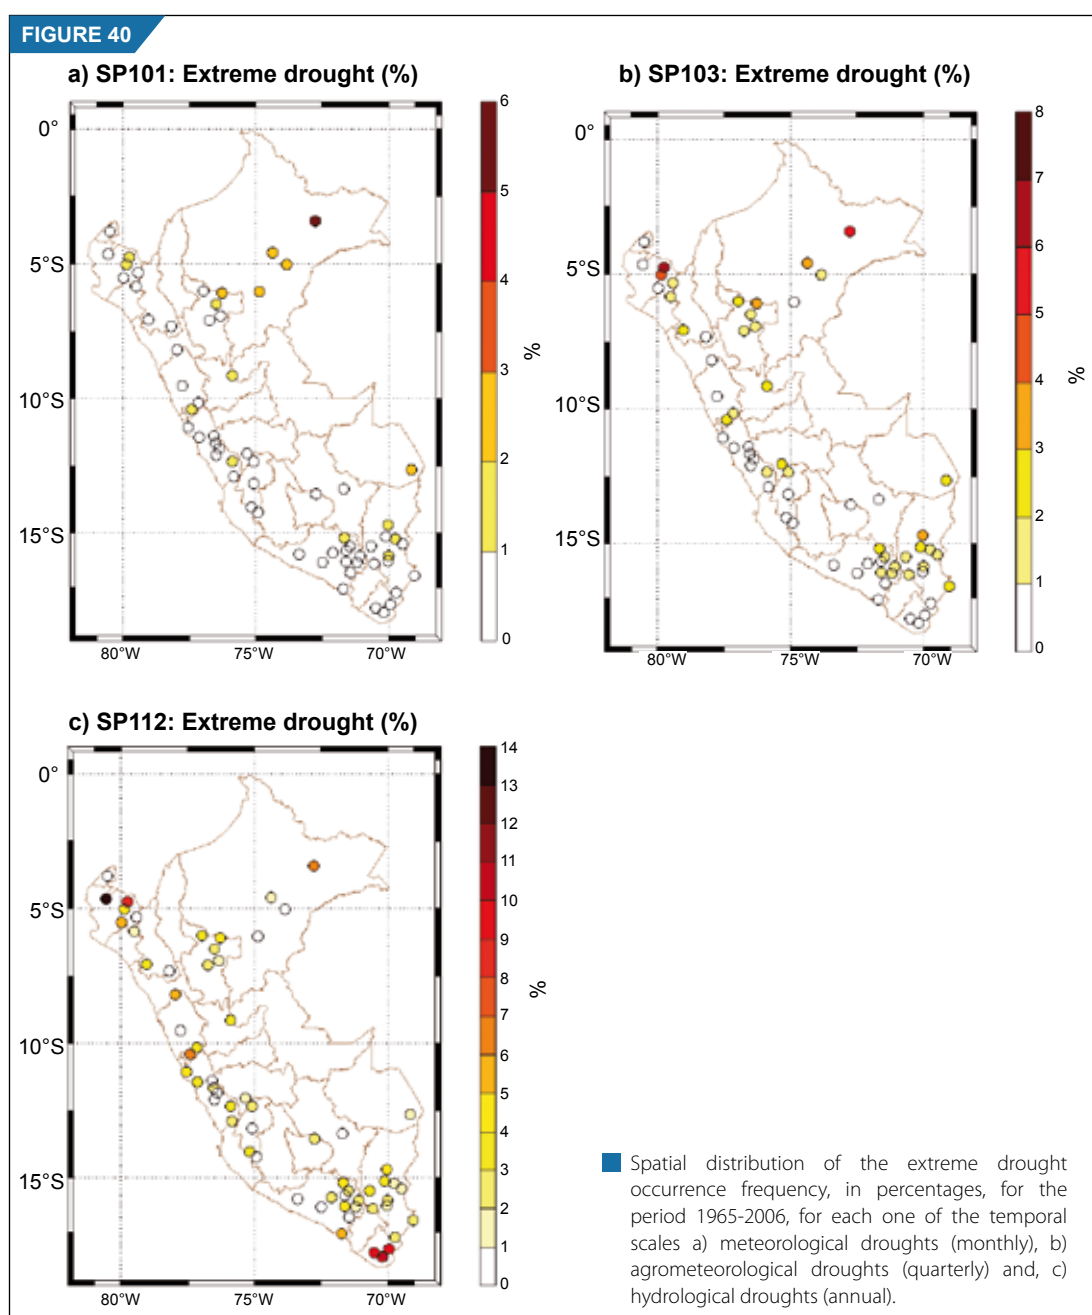 FIGURE 40
a) SP101: Extreme drought (%)
0°
5°S
10°S
15°S
80°W 75°W 70°W
6
5
4
3
2
1
0
%
b) SP103: Extreme drought (%)
0°
5°S
10°S
15°S
80°W 75°W 70°W
8
7
6
5
4
3
2
1
0
%
c) SP112: Extreme drought (%)
0°
5°S
10°S
15°S
80°W 75°W 70°W
14
13
12
11
10
9
8
7
6
5
4
3
2
1
0
%
Spatial distribution of the extreme drought
occurrence frequency, in percentages, for the
period 1965-2006, for each one of the temporal
scales a) meteorological droughts (monthly), b)
agrometeorological droughts (quarterly) and, c)
hydrological droughts (annual).